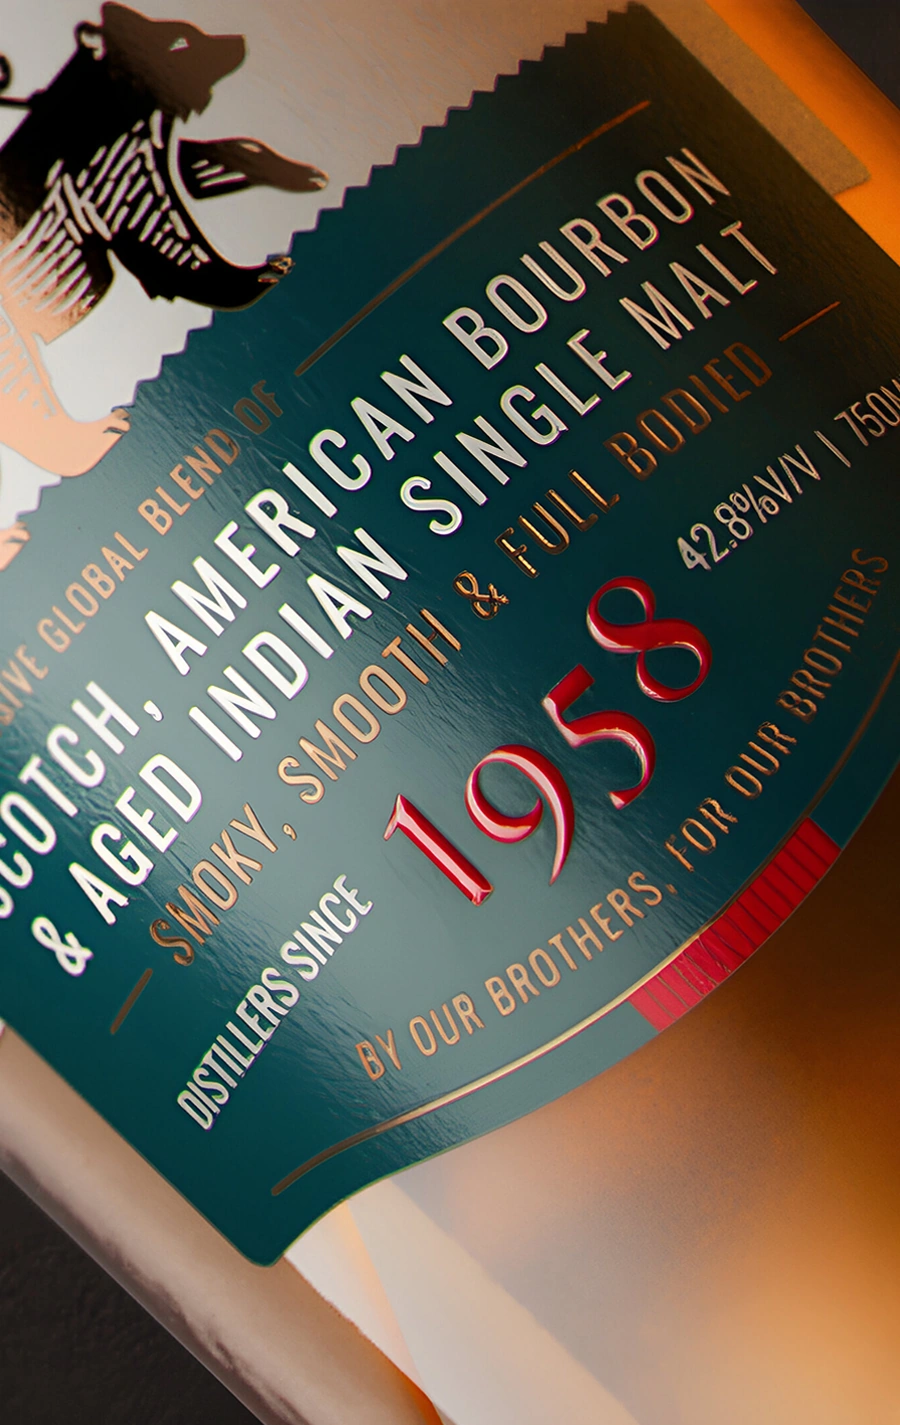 GLOBAL BLEND OF
SCOTCH, AMERICAN BOURBON
& AGED INDIAN SINGLE MALT
SMOKY, SMOOTH & FULL BODIED
42.8%V/V | 750
DISTILLERS SINCE 1958
BY OUR BROTHERS, FOR OUR BROTHERS